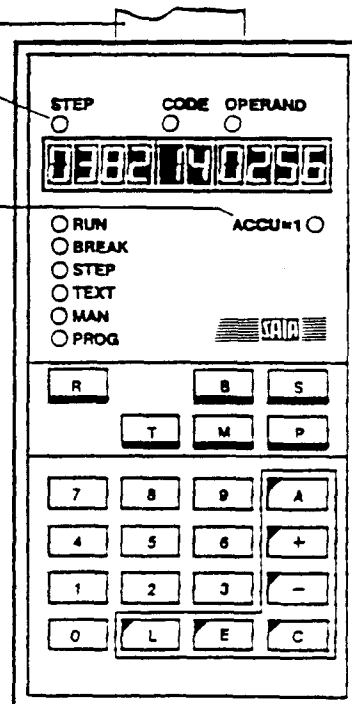 STEP CODE OPERAND
0382 14 0256
RUN ACCU=1
BREAK
STEP
TEXT
MAN
PROG
SAIA
R B S
T M P
7 8 9 A
4 5 6 +
1 2 3 -
0 L E C